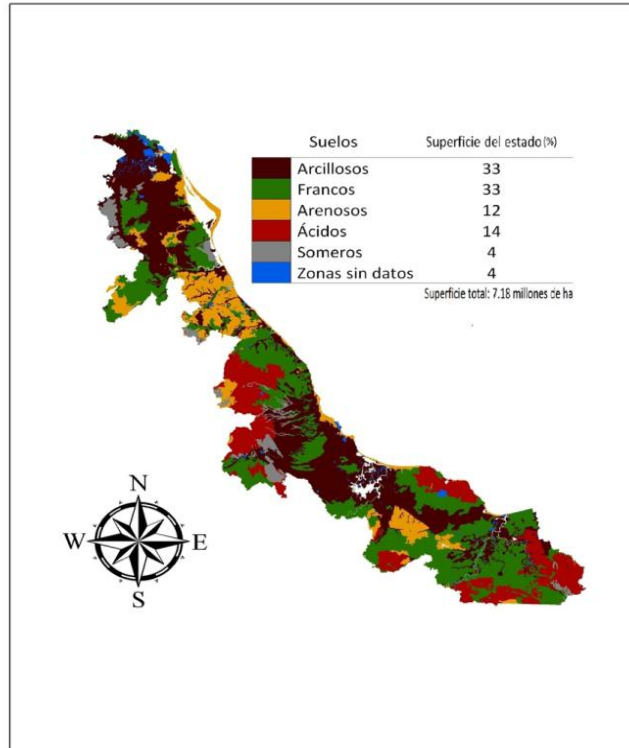 Suelos Superficie del estado (%)
Arcillosos 33
Francos 33
Arenosos 12
Ácidos 14
Someros 4
Zonas sin datos 4
Superficie total: 7.18 millones de ha
N
W E
S